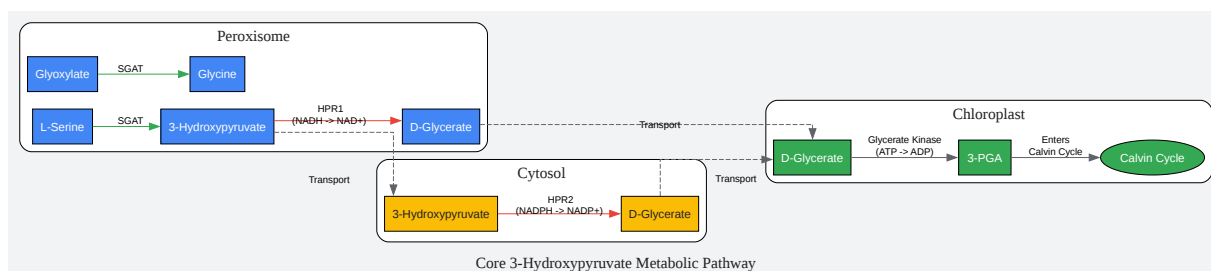 Peroxisome
Glyoxylate
SGAT
Glycine
L-Serine
SGAT
3-Hydroxypyruvate
HPR1
(NADH -> NAD+)
D-Glycerate
Transport
Transport
Cytosol
3-Hydroxypyruvate
HPR2
(NADPH -> NADP+)
D-Glycerate
Transport
Chloroplast
D-Glycerate
Glycerate Kinase
(ATP -> ADP)
3-PGA
Enters
Calvin Cycle
Calvin Cycle
Core 3-Hydroxypyruvate Metabolic Pathway